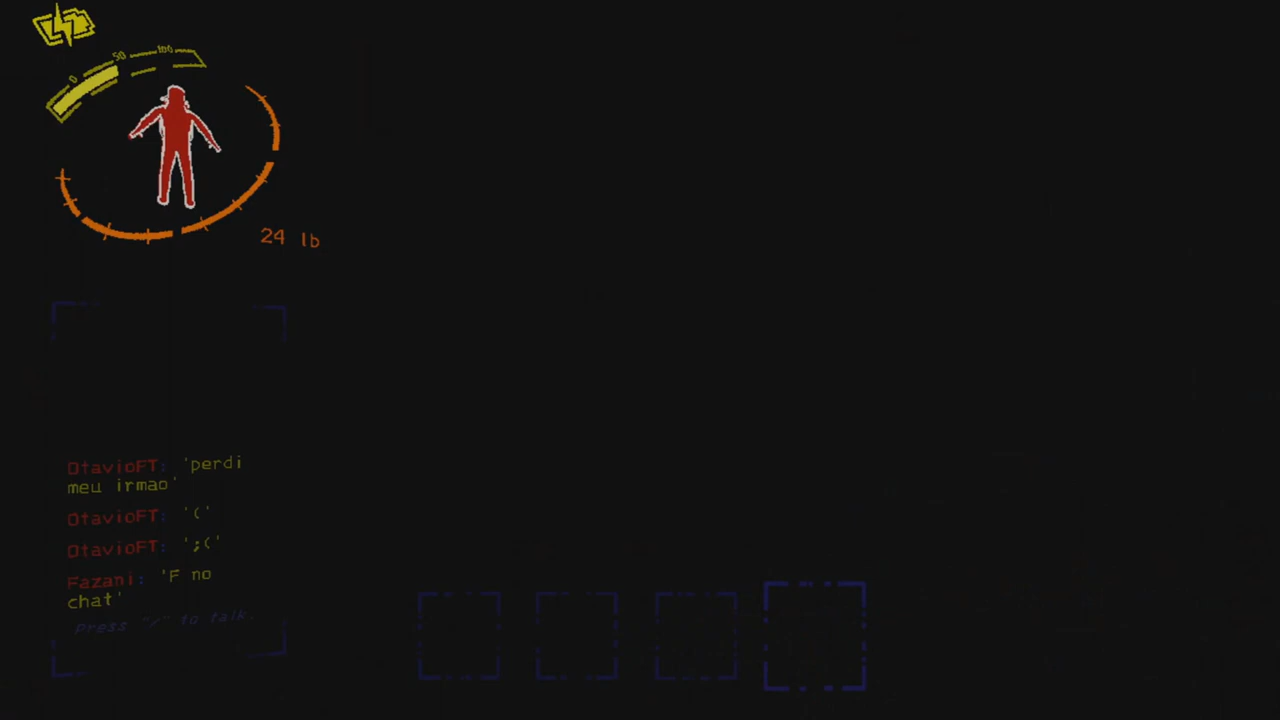 0 50 100
24 lb
OtavioFT: 'perdi
meu irmao'
OtavioFT: '('
OtavioFT: ';('
Fazani: 'F no
chat'
Press "/" to talk.